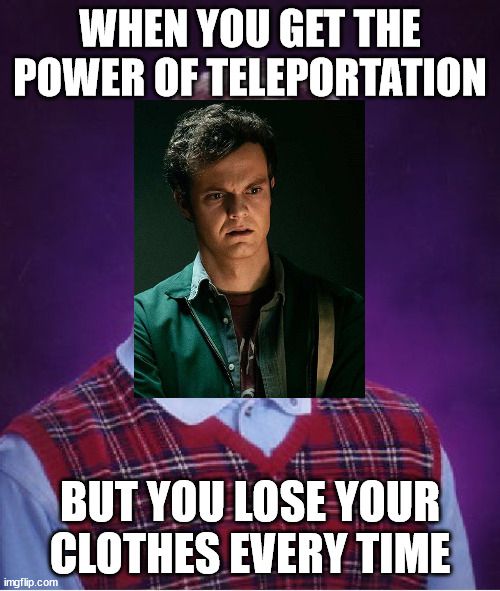 WHEN YOU GET THE
POWER OF TELEPORTATION
BUT YOU LOSE YOUR
CLOTHES EVERY TIME
imgflip.com